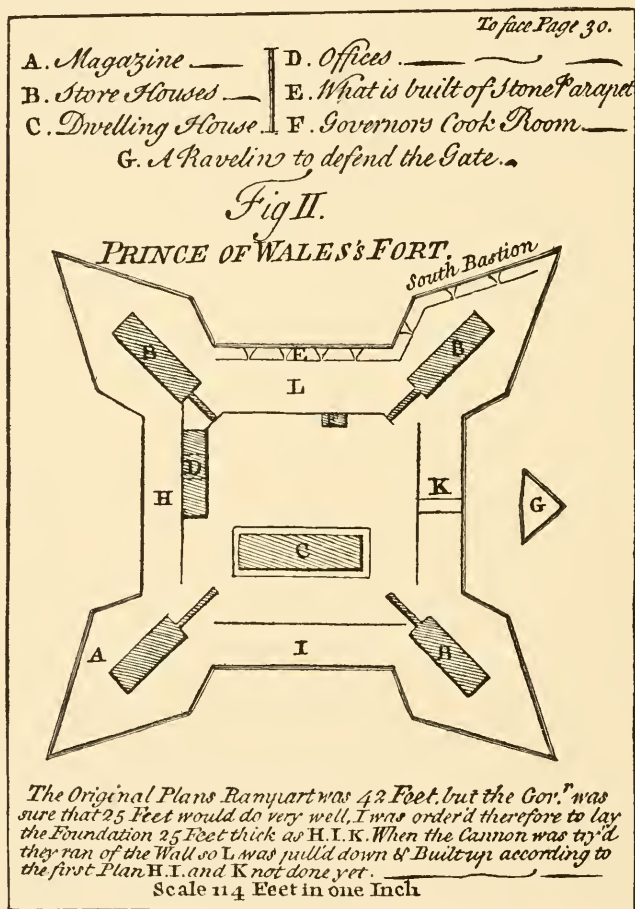 To face Page 30.
A. Magazine
B. Store Houses
C. Dwelling House
D. Offices
E. What is built of Stone Parapet
F. Governors Cook Room
G. A Ravelin to defend the Gate.
Fig II.
PRINCE OF WALES's FORT.
South Bastion
B
E
B
L
F
D
H
K
G
C
A
I
B
The Original Plans Rampart was 42 Feet, but the Gov.r was
sure that 25 Feet would do very well, I was order'd therefore to lay
the Foundation 25 Feet thick as H.I.K. When the Cannon was try'd
they ran of the Wall so L was pull'd down & Built up according to
the first Plan H.I. and K not done yet.
Scale 114 Feet in one Inch